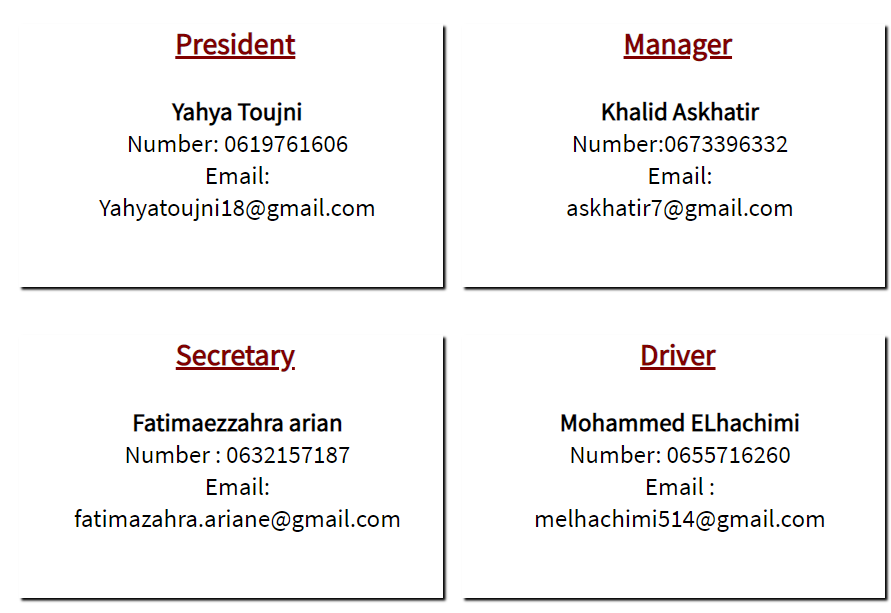 President
Yahya Toujni
Number: 0619761606
Email:
Yahyatoujni18@gmail.com
Manager
Khalid Askhatir
Number:0673396332
Email:
askhatir7@gmail.com
Secretary
Fatimaezzahra arian
Number : 0632157187
Email:
fatimazahra.ariane@gmail.com
Driver
Mohammed ELhachimi
Number: 0655716260
Email :
melhachimi514@gmail.com